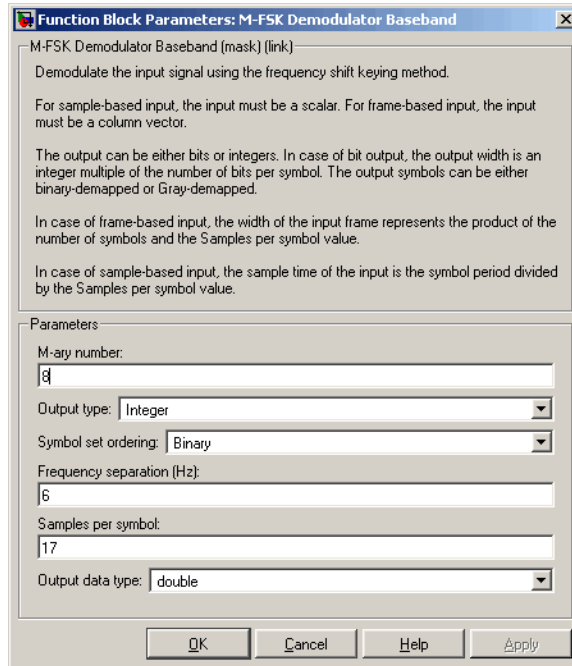 Function Block Parameters: M-FSK Demodulator Baseband
M-FSK Demodulator Baseband (mask) (link)
Demodulate the input signal using the frequency shift keying method.
For sample-based input, the input must be a scalar. For frame-based input, the input
must be a column vector.
The output can be either bits or integers. In case of bit output, the output width is an
integer multiple of the number of bits per symbol. The output symbols can be either
binary-demapped or Gray-demapped.
In case of frame-based input, the width of the input frame represents the product of the
number of symbols and the Samples per symbol value.
In case of sample-based input, the sample time of the input is the symbol period divided
by the Samples per symbol value.
Parameters
M-ary number:
8
Output type: Integer
Symbol set ordering: Binary
Frequency separation (Hz):
6
Samples per symbol:
17
Output data type: double
OK Cancel Help Apply